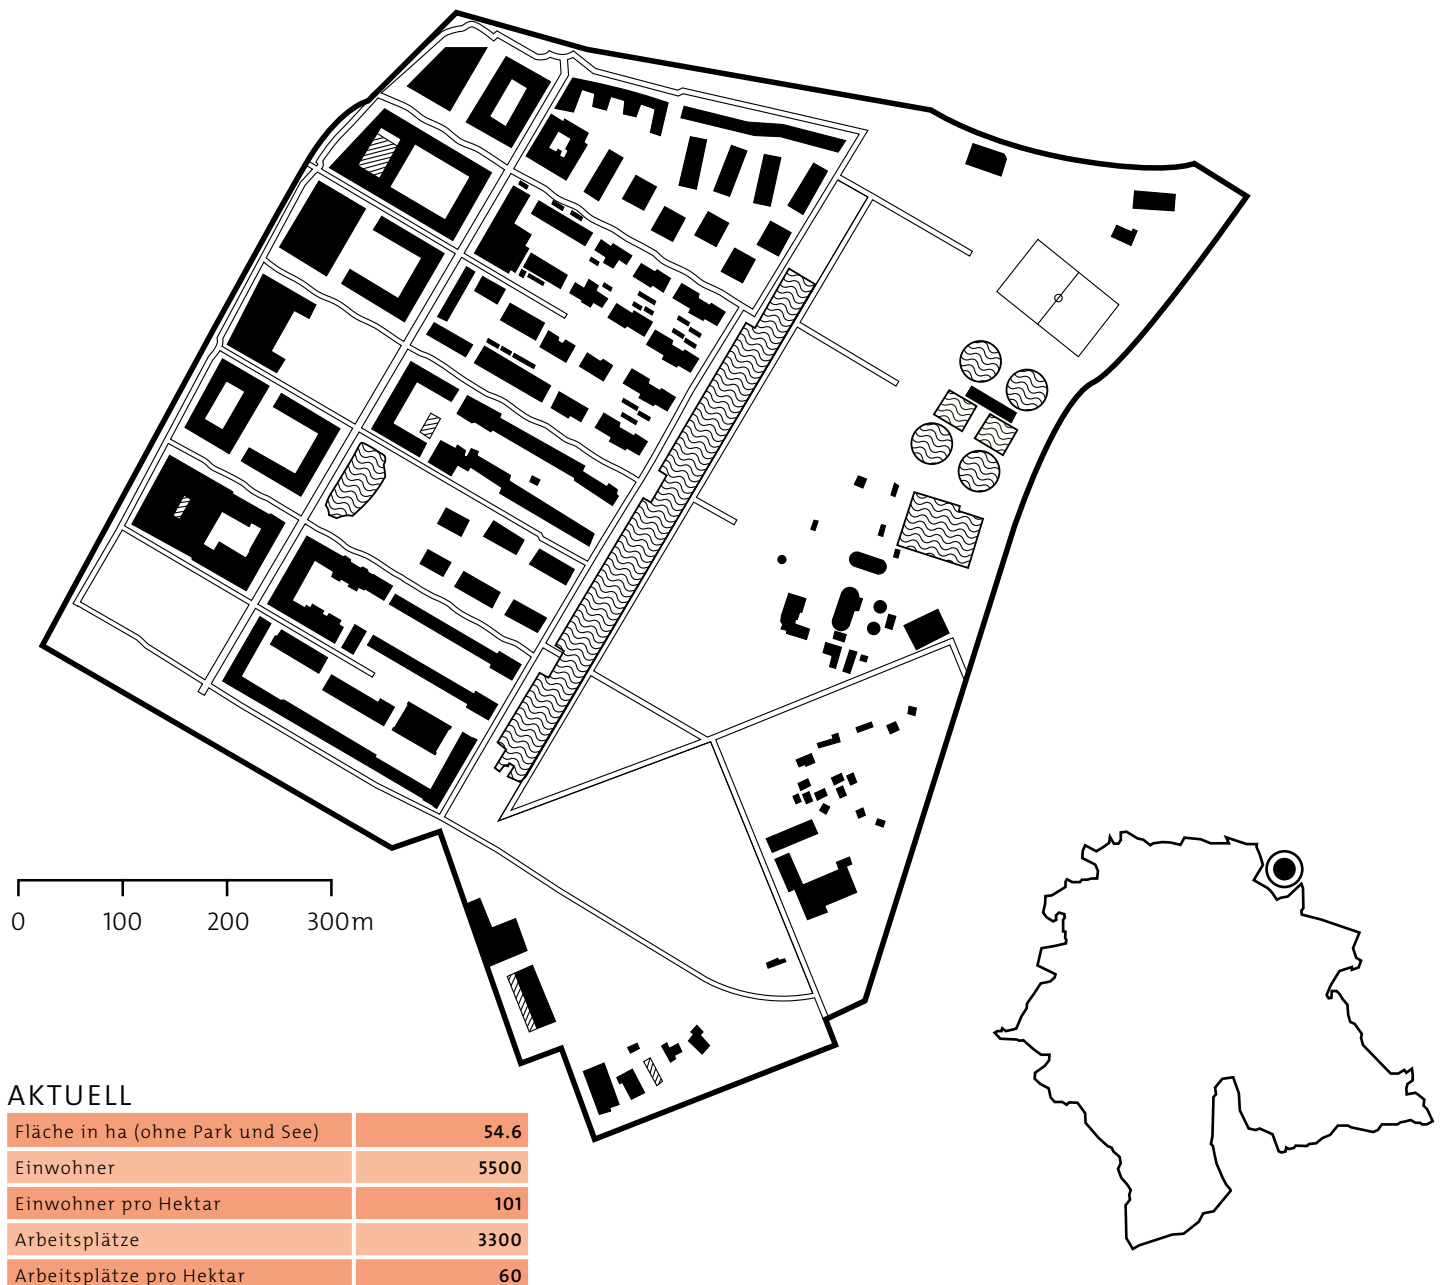 0 100 200 300m
AKTUELL
Fläche in ha (ohne Park und See) 54.6
Einwohner 5500
Einwohner pro Hektar 101
Arbeitsplätze 3300
Arbeitsplätze pro Hektar 60